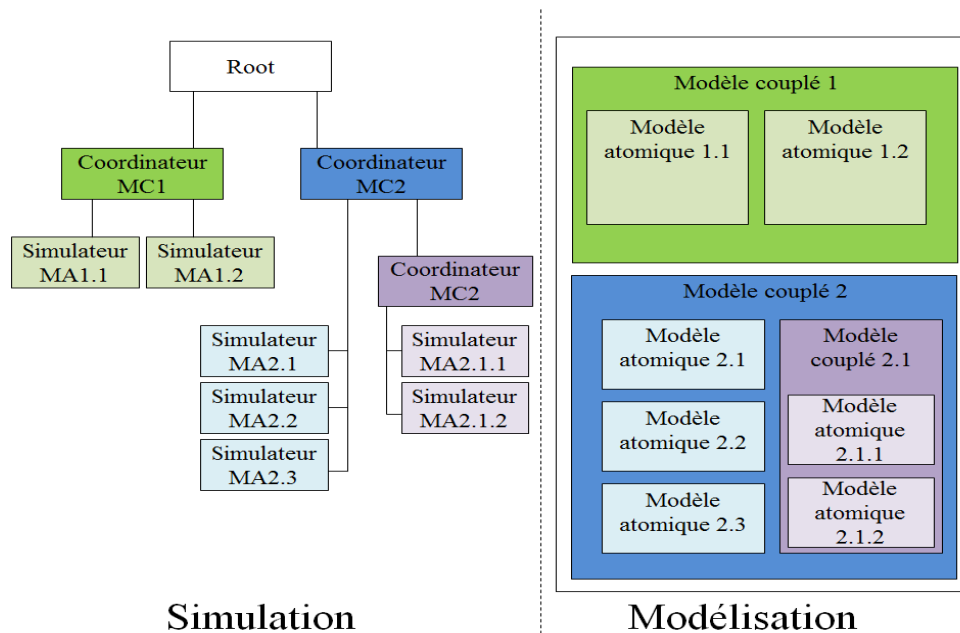 Root
Coordinateur
MC1
Coordinateur
MC2
Simulateur
MA1.1
Simulateur
MA1.2
Coordinateur
MC2
Simulateur
MA2.1
Simulateur
MA2.2
Simulateur
MA2.3
Simulateur
MA2.1.1
Simulateur
MA2.1.2
Simulation
Modèle couplé 1
Modèle
atomique 1.1
Modèle
atomique 1.2
Modèle couplé 2
Modèle
atomique 2.1
Modèle
atomique 2.2
Modèle
atomique 2.3
Modèle
couplé 2.1
Modèle
atomique
2.1.1
Modèle
atomique
2.1.2
Modélisation